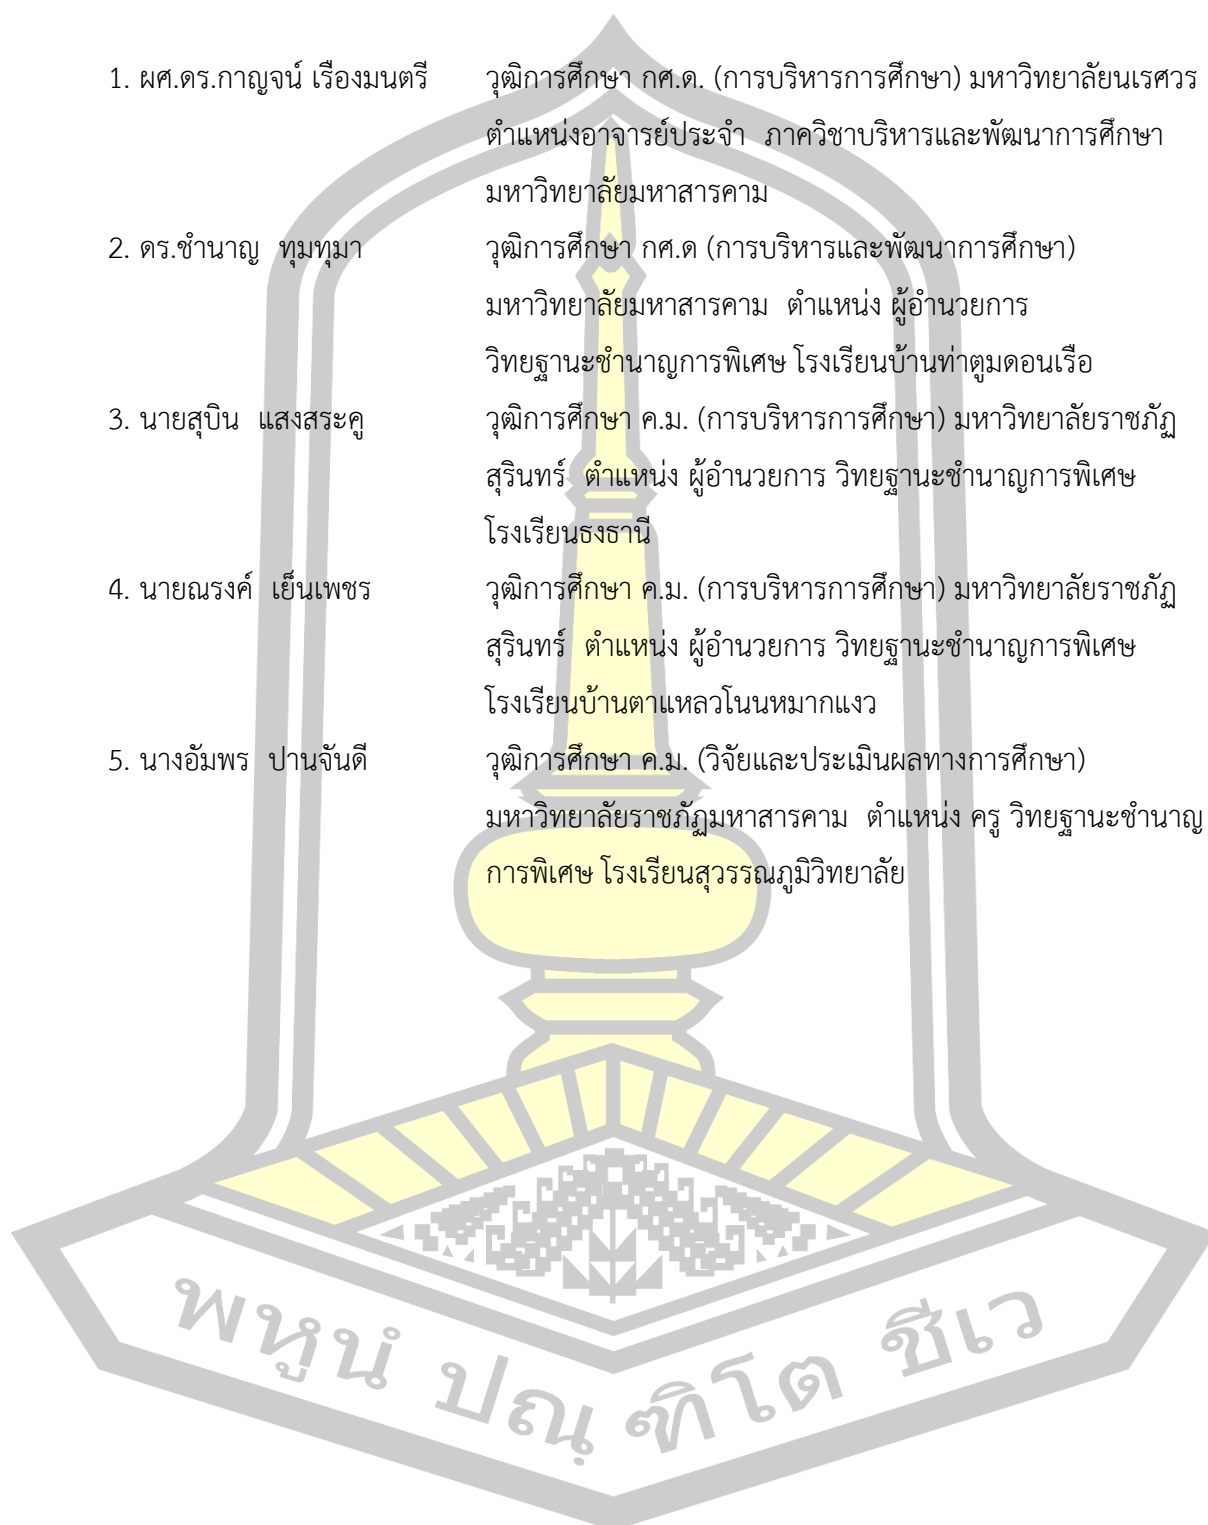 1. ผศ.ดร.กาญจน์ เรืองมนตรี วุฒิการศึกษา กศ.ด. (การบริหารการศึกษา) มหาวิทยาลัยนเรศวร
ตำแหน่งอาจารย์ประจำ ภาควิชาบริหารและพัฒนาการศึกษา
มหาวิทยาลัยมหาสารคาม
2. ดร.ชำนาญ ทุมทุมา วุฒิการศึกษา กศ.ด (การบริหารและพัฒนาการศึกษา)
มหาวิทยาลัยมหาสารคาม ตำแหน่ง ผู้อำนวยการ
วิทยฐานะชำนาญการพิเศษ โรงเรียนบ้านท่าตูมดอนเรือ
3. นายสุบิน แสงสระคู วุฒิการศึกษา ค.ม. (การบริหารการศึกษา) มหาวิทยาลัยราชภัฏ
สุรินทร์ ตำแหน่ง ผู้อำนวยการ วิทยฐานะชำนาญการพิเศษ
โรงเรียนธงธานี
4. นายณรงค์ เย็นเพชร วุฒิการศึกษา ค.ม. (การบริหารการศึกษา) มหาวิทยาลัยราชภัฏ
สุรินทร์ ตำแหน่ง ผู้อำนวยการ วิทยฐานะชำนาญการพิเศษ
โรงเรียนบ้านตาแหลวโนนหมากแงว
5. นางอัมพร ปานจันดี วุฒิการศึกษา ค.ม. (วิจัยและประเมินผลทางการศึกษา)
มหาวิทยาลัยราชภัฏมหาสารคาม ตำแหน่ง ครู วิทยฐานะชำนาญ
การพิเศษ โรงเรียนสุวรรณภูมิวิทยาลัย
พหูนํ ปณฺฑิโต ชีเว